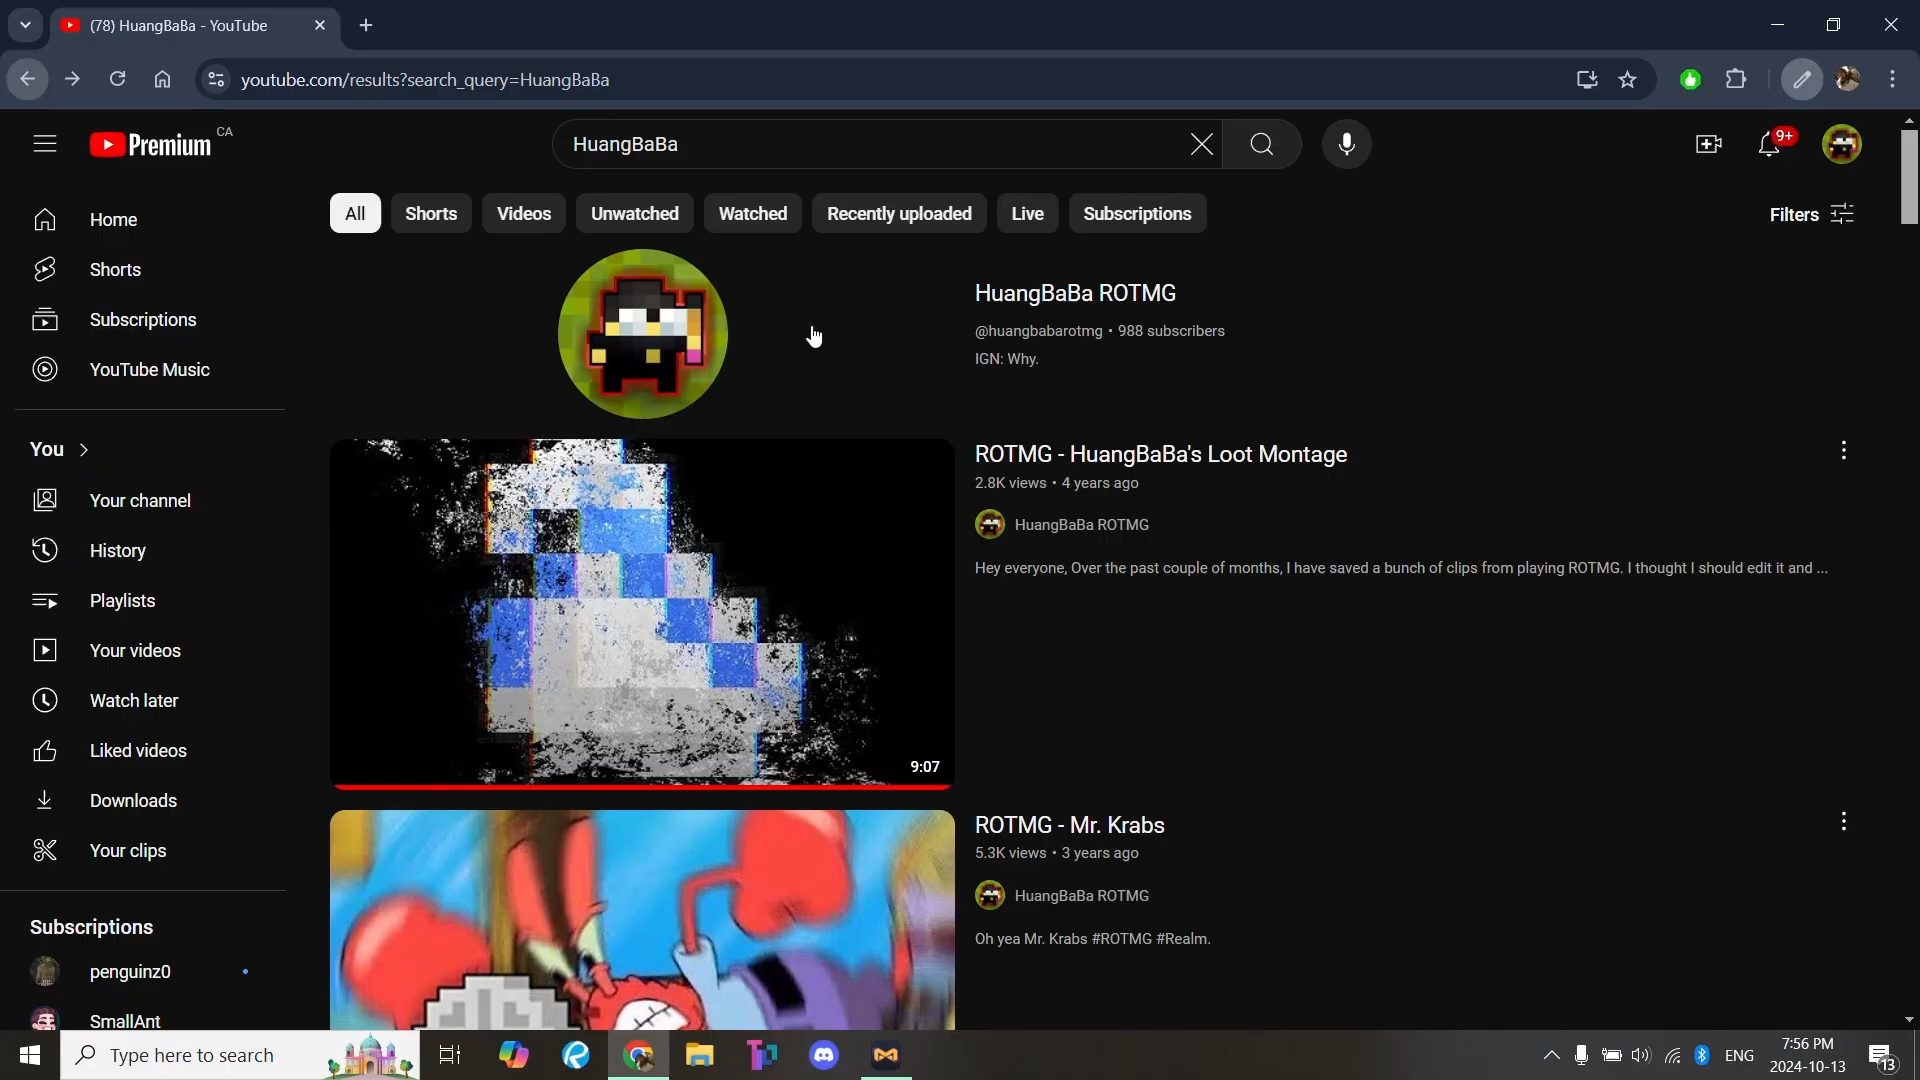 (78) HuangBaBa - YouTube
youtube.com/results?search_query=HuangBaBa
Premium CA
HuangBaBa
9+
All
Shorts
Videos
Unwatched
Watched
Recently uploaded
Live
Subscriptions
Filters
Home
Shorts
Subscriptions
YouTube Music
You
Your channel
History
Playlists
Your videos
Watch later
Liked videos
Downloads
Your clips
Subscriptions
penguinz0
SmallAnt
HuangBaBa ROTMG
@huangbabarotmg • 988 subscribers
IGN: Why.
9:07
ROTMG - HuangBaBa's Loot Montage
2.8K views • 4 years ago
HuangBaBa ROTMG
Hey everyone, Over the past couple of months, I have saved a bunch of clips from playing ROTMG. I thought I should edit it and ...
ROTMG - Mr. Krabs
5.3K views • 3 years ago
HuangBaBa ROTMG
Oh yea Mr. Krabs #ROTMG #Realm.
Type here to search
ENG
7:56 PM
2024-10-13
13